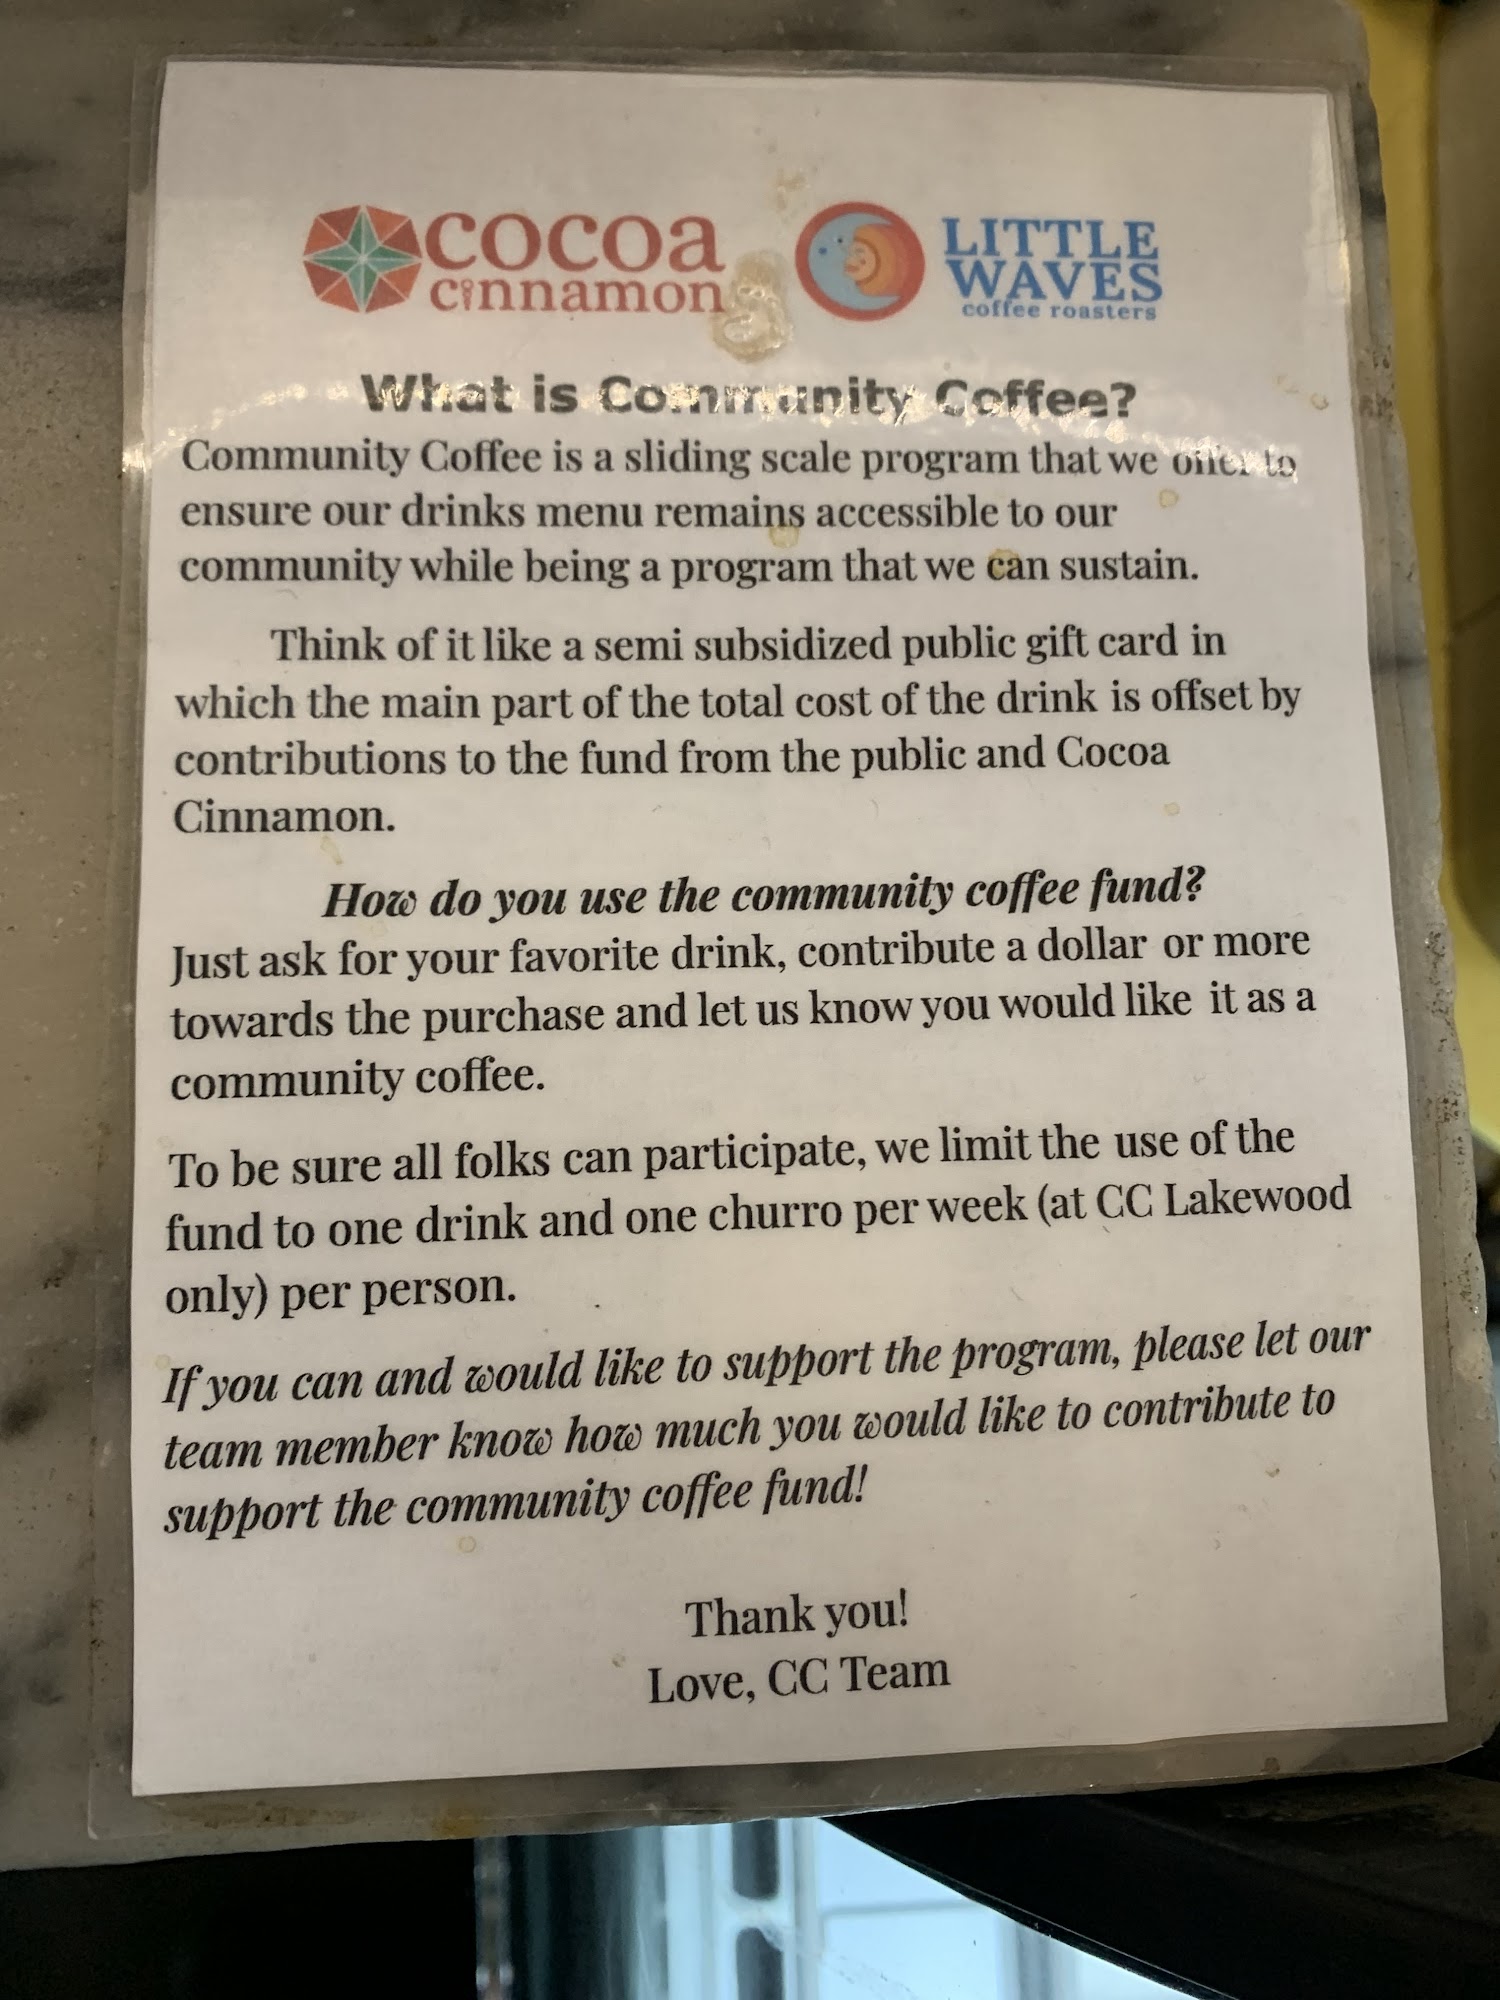 cocoa
cinnamon
LITTLE
WAVES
coffee roasters
What is Community Coffee?
Community Coffee is a sliding scale program that we offer to
ensure our drinks menu remains accessible to our
community while being a program that we can sustain.
Think of it like a semi subsidized public gift card in
which the main part of the total cost of the drink is offset by
contributions to the fund from the public and Cocoa
Cinnamon.
How do you use the community coffee fund?
Just ask for your favorite drink, contribute a dollar or more
towards the purchase and let us know you would like it as a
community coffee.
To be sure all folks can participate, we limit the use of the
fund to one drink and one churro per week (at CC Lakewood
only) per person.
If you can and would like to support the program, please let our
team member know how much you would like to contribute to
support the community coffee fund!
Thank you!
Love, CC Team